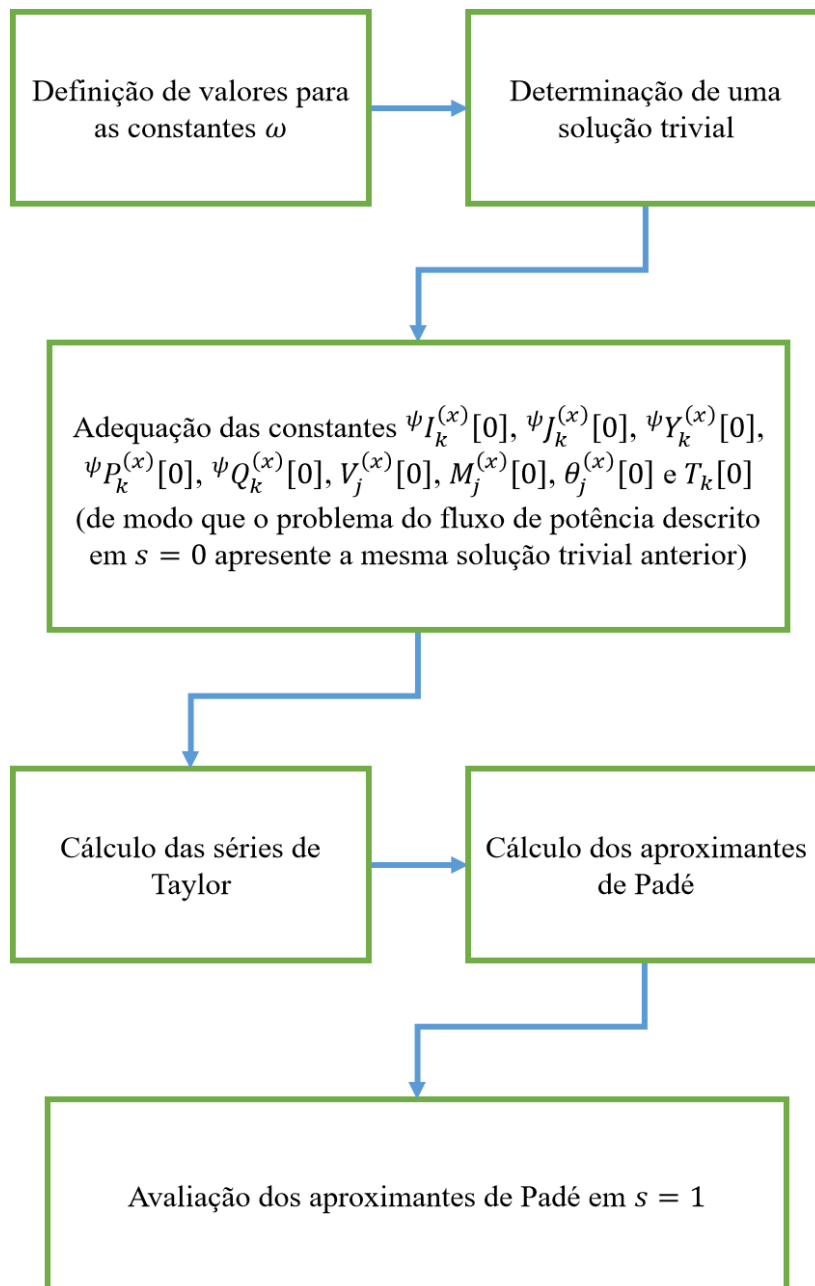 Definição de valores para
as constantes ω
Determinação de uma
solução trivial
Adequação das constantes ^ψI_k^(x)[0], ^ψJ_k^(x)[0], ^ψY_k^(x)[0],
^ψP_k^(x)[0], ^ψQ_k^(x)[0], V_j^(x)[0], M_j^(x)[0], θ_j^(x)[0] e T_k[0]
(de modo que o problema do fluxo de potência descrito
em s = 0 apresente a mesma solução trivial anterior)
Cálculo das séries de
Taylor
Cálculo dos aproximantes
de Padé
Avaliação dos aproximantes de Padé em s = 1